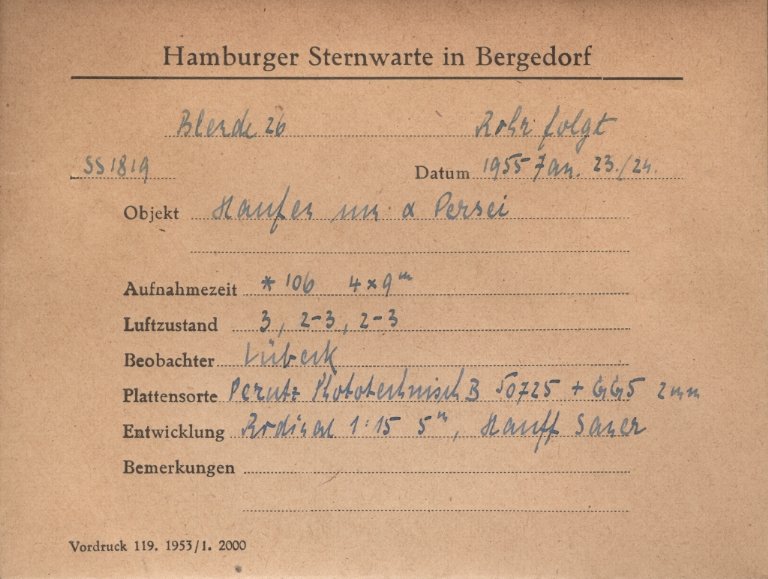 Hamburger Sternwarte in Bergedorf
Blende 26 Rohr folgt
SS1819 Datum 1955 Jan. 23./24.
Objekt Haufen um α Persei
Aufnahmezeit * 106 4×9ᵐ
Luftzustand 3, 2-3, 2-3
Beobachter Lübeck
Plattensorte Perutz Phototechnisch B 50725 + GG5 2mm
Entwicklung Rodinal 1:15 5ᵐ, Hauff Sauer
Bemerkungen
Vordruck 119. 1953/1. 2000